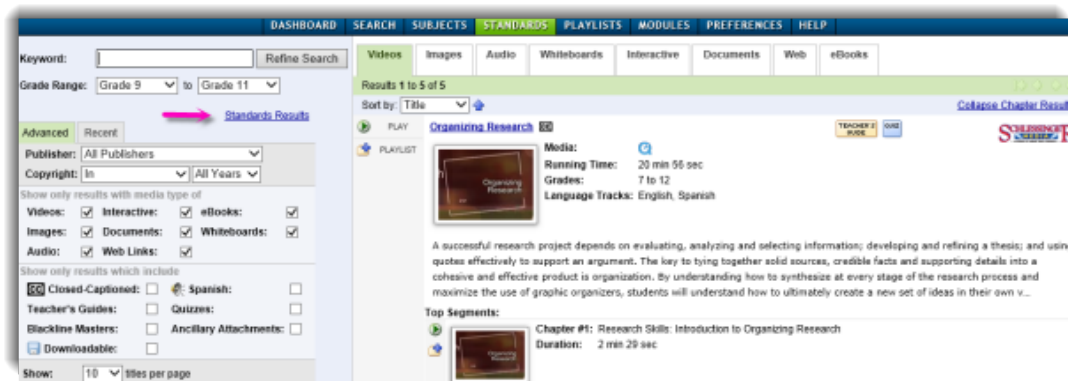 DASHBOARD SEARCH SUBJECTS STANDARDS PLAYLISTS MODULES PREFERENCES HELP
Keyword: Refine Search
Grade Range: Grade 9 to Grade 11
Standards Results
Advanced Recent
Publisher: All Publishers
Copyright: In All Years
Show only results with media type of
Videos: Interactive: eBooks:
Images: Documents: Whiteboards:
Audio: Web Links:
Show only results which include
CC Closed-Captioned: Spanish:
Teacher's Guides: Quizzes:
Blackline Masters: Ancillary Attachments:
Downloadable:
Show: 10 titles per page
Videos Images Audio Whiteboards Interactive Documents Web eBooks
Results 1 to 5 of 5
Sort by: Title Collapse Chapter Result
PLAY Organizing Research CC TEACHER'S GUIDE QUIZ SCHLESSINGER MEDIA
PLAYLIST
Organizing Research
Media:
Running Time: 20 min 56 sec
Grades: 7 to 12
Language Tracks: English, Spanish
A successful research project depends on evaluating, analyzing and selecting information; developing and refining a thesis; and using
quotes effectively to support an argument. The key to tying together solid sources, credible facts and supporting details into a
cohesive and effective product is organization. By understanding how to synthesize at every stage of the research process and
maximize the use of graphic organizers, students will understand how to ultimately create a new set of ideas in their own v...
Top Segments:
Chapter #1: Research Skills: Introduction to Organizing Research
Duration: 2 min 29 sec
Organizing Research